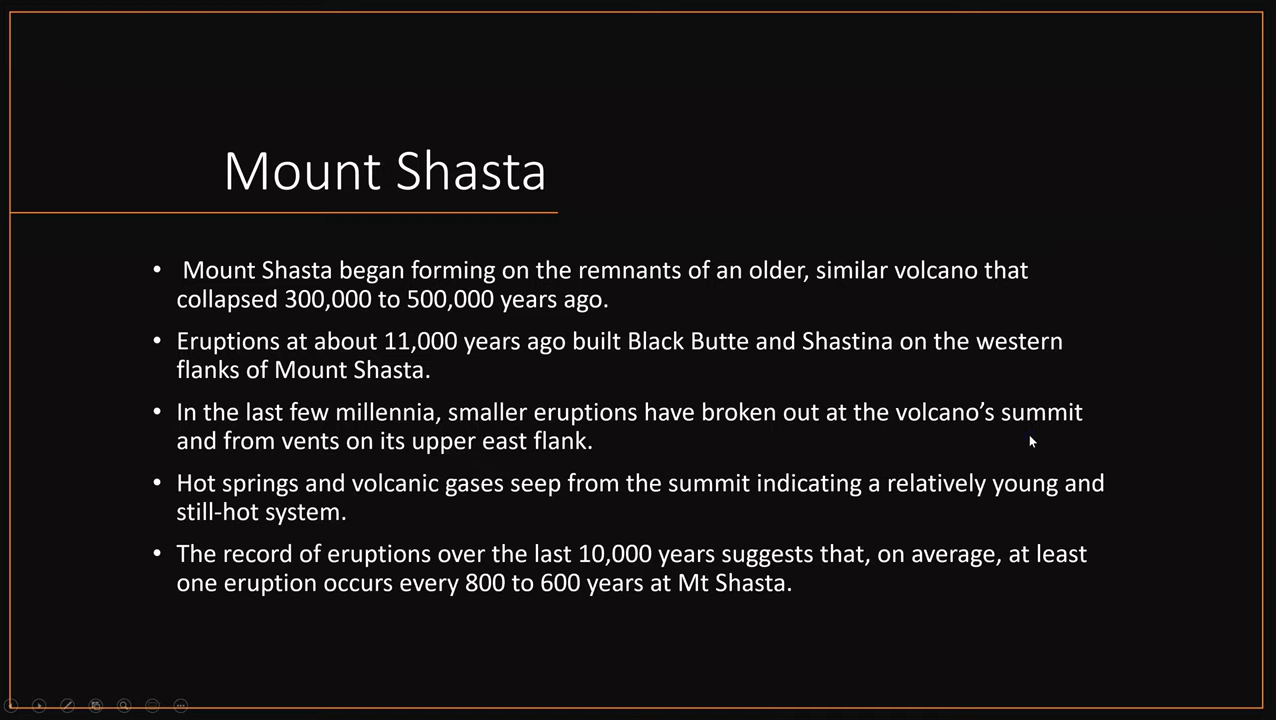 Mount Shasta
• Mount Shasta began forming on the remnants of an older, similar volcano that
collapsed 300,000 to 500,000 years ago.
• Eruptions at about 11,000 years ago built Black Butte and Shastina on the western
flanks of Mount Shasta.
• In the last few millennia, smaller eruptions have broken out at the volcano’s summit
and from vents on its upper east flank.
• Hot springs and volcanic gases seep from the summit indicating a relatively young and
still-hot system.
• The record of eruptions over the last 10,000 years suggests that, on average, at least
one eruption occurs every 800 to 600 years at Mt Shasta.